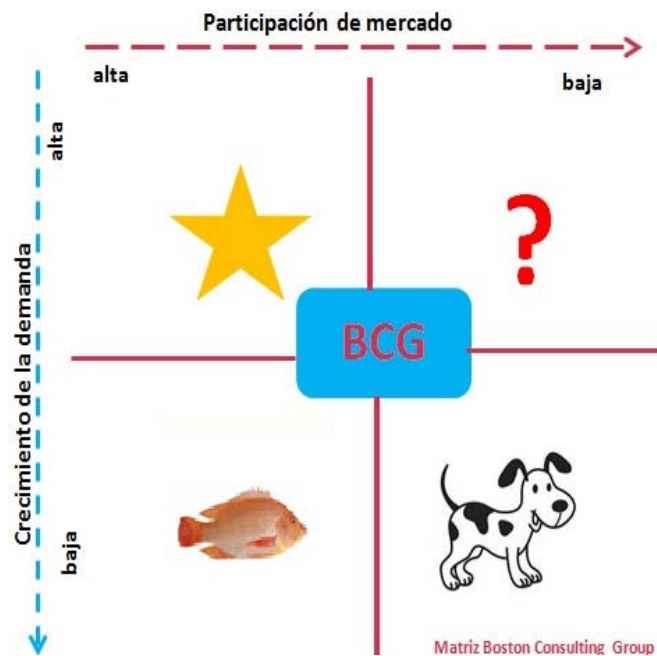 Participación de mercado
alta
baja
alta
Crecimiento de la demanda
baja
?
BCG
Matriz Boston Consulting Group